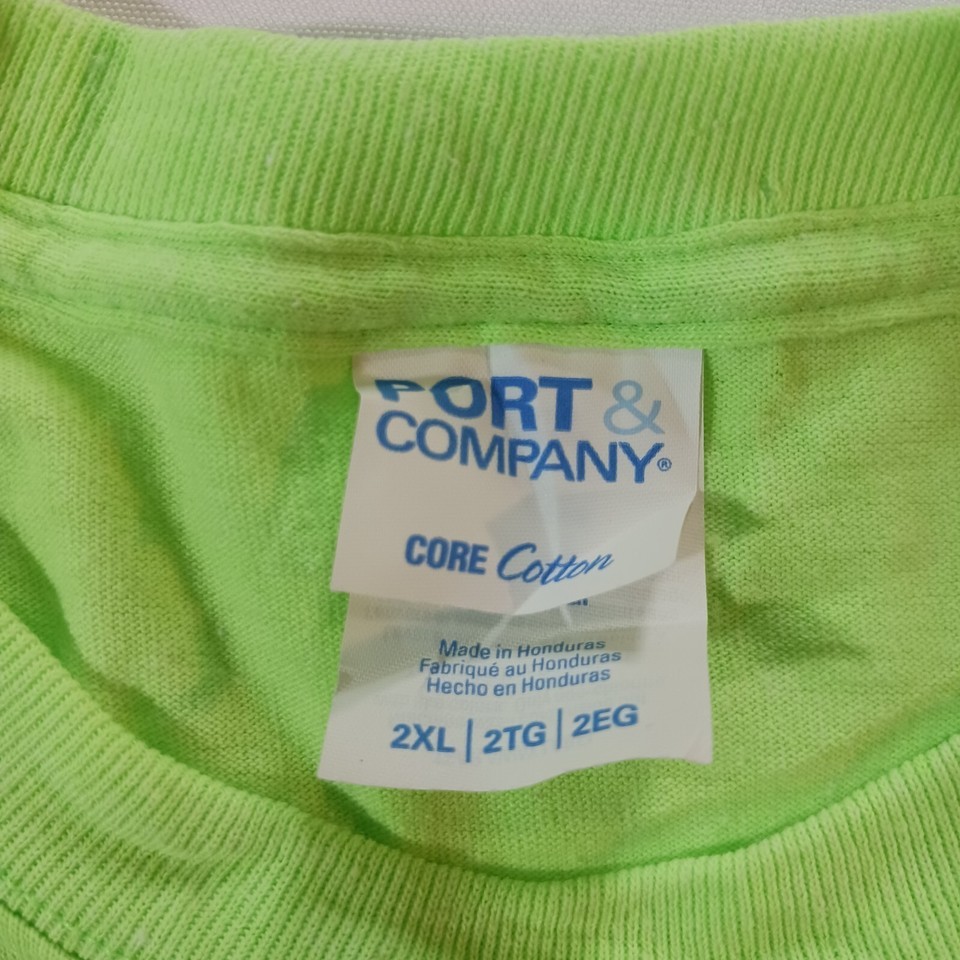 PORT &
COMPANY®
CORE Cotton
Made in Honduras
Fabriqué au Honduras
Hecho en Honduras
2XL | 2TG | 2EG